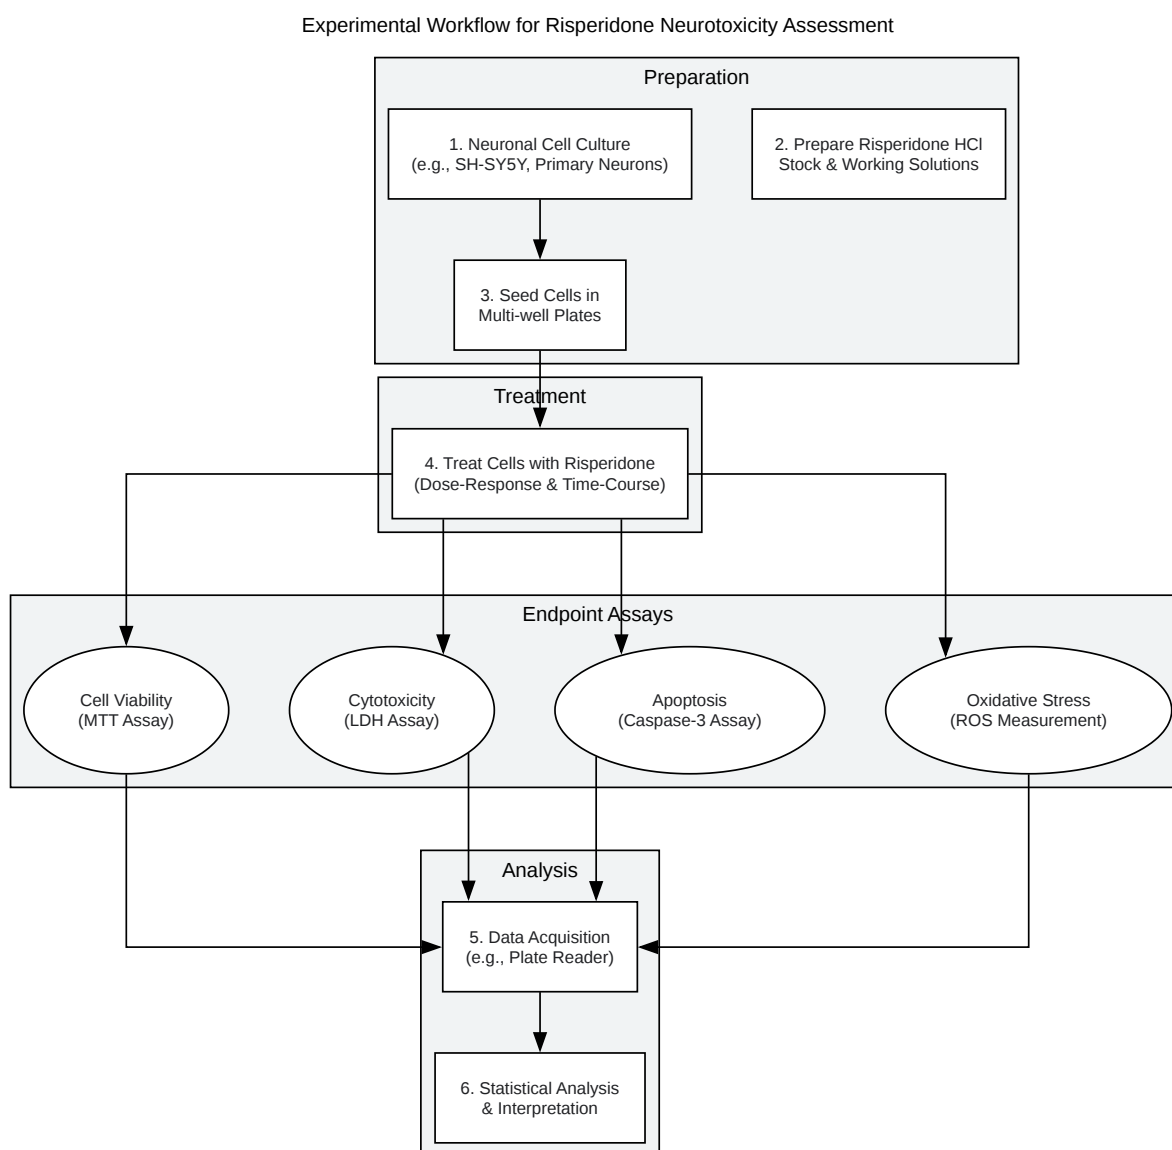 Experimental Workflow for Risperidone Neurotoxicity Assessment
Preparation
1. Neuronal Cell Culture
(e.g., SH-SY5Y, Primary Neurons)
2. Prepare Risperidone HCl
Stock & Working Solutions
3. Seed Cells in
Multi-well Plates
Treatment
4. Treat Cells with Risperidone
(Dose-Response & Time-Course)
Endpoint Assays
Cell Viability
(MTT Assay)
Cytotoxicity
(LDH Assay)
Apoptosis
(Caspase-3 Assay)
Oxidative Stress
(ROS Measurement)
Analysis
5. Data Acquisition
(e.g., Plate Reader)
6. Statistical Analysis
& Interpretation